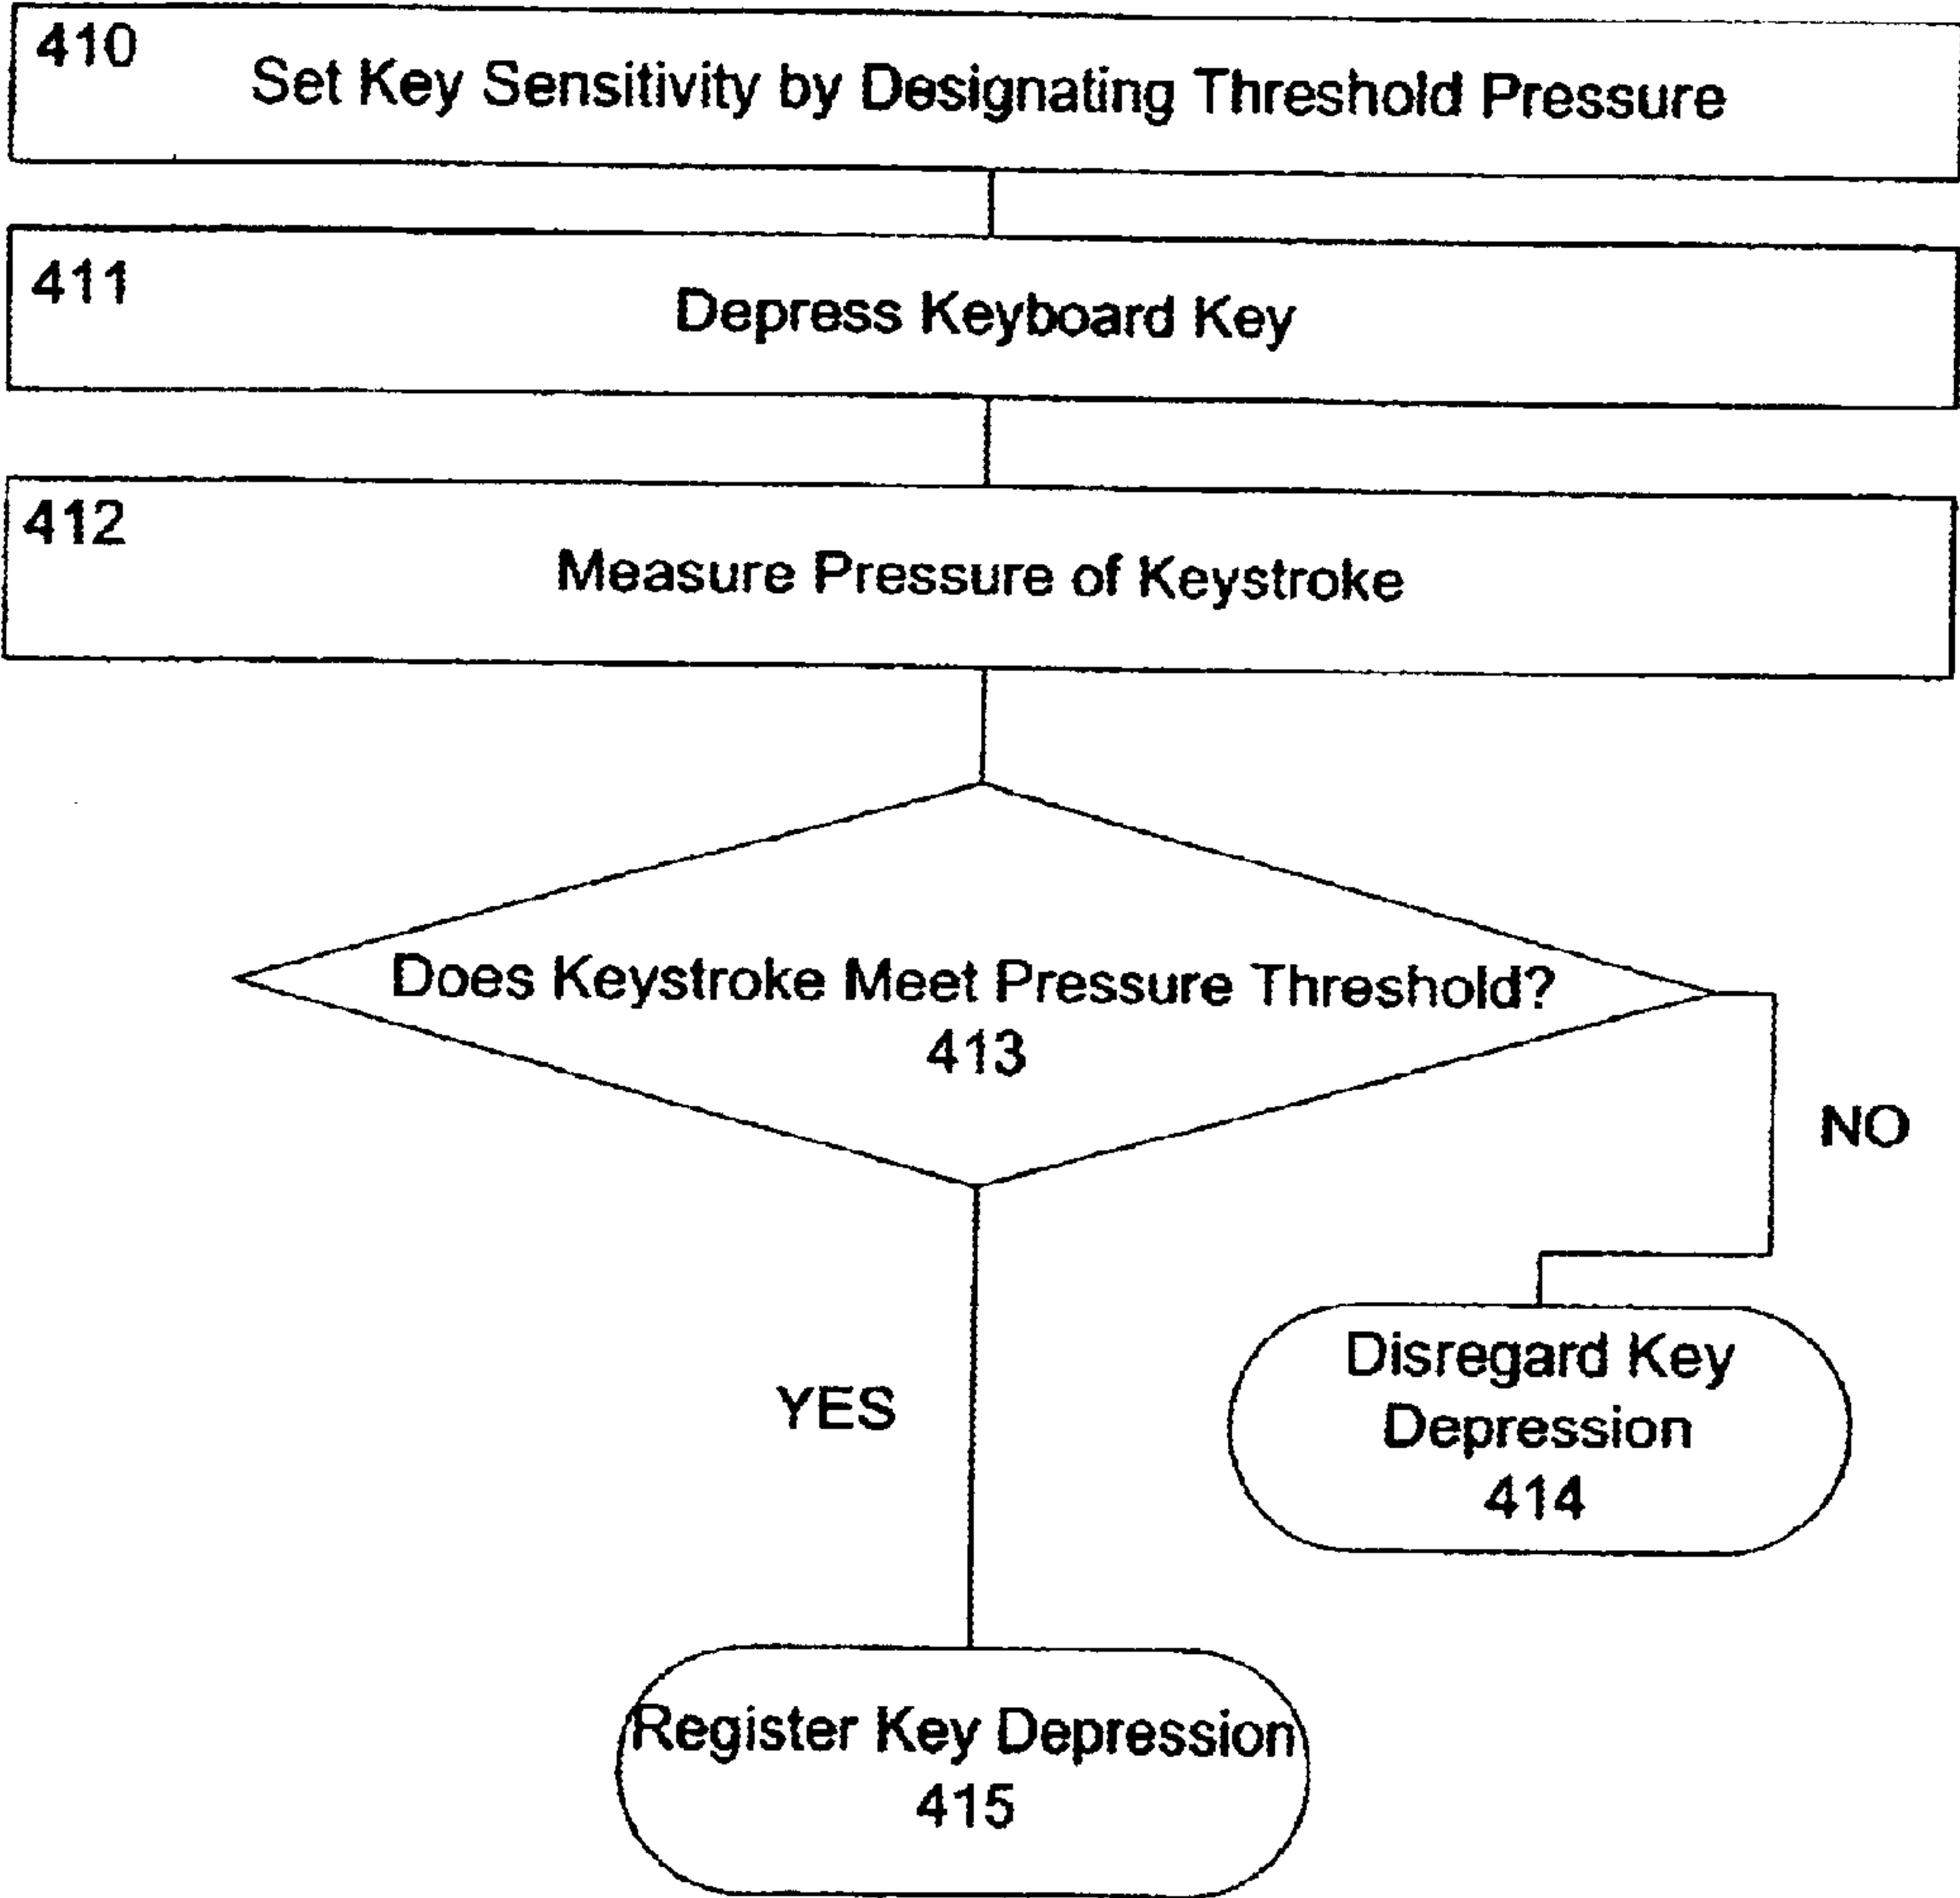 410
Set Key Sensitivity by Designating Threshold Pressure
411
Depress Keyboard Key
412
Measure Pressure of Keystroke
Does Keystroke Meet Pressure Threshold?
413
NO
YES
Disregard Key
Depression
414
Register Key Depression
415